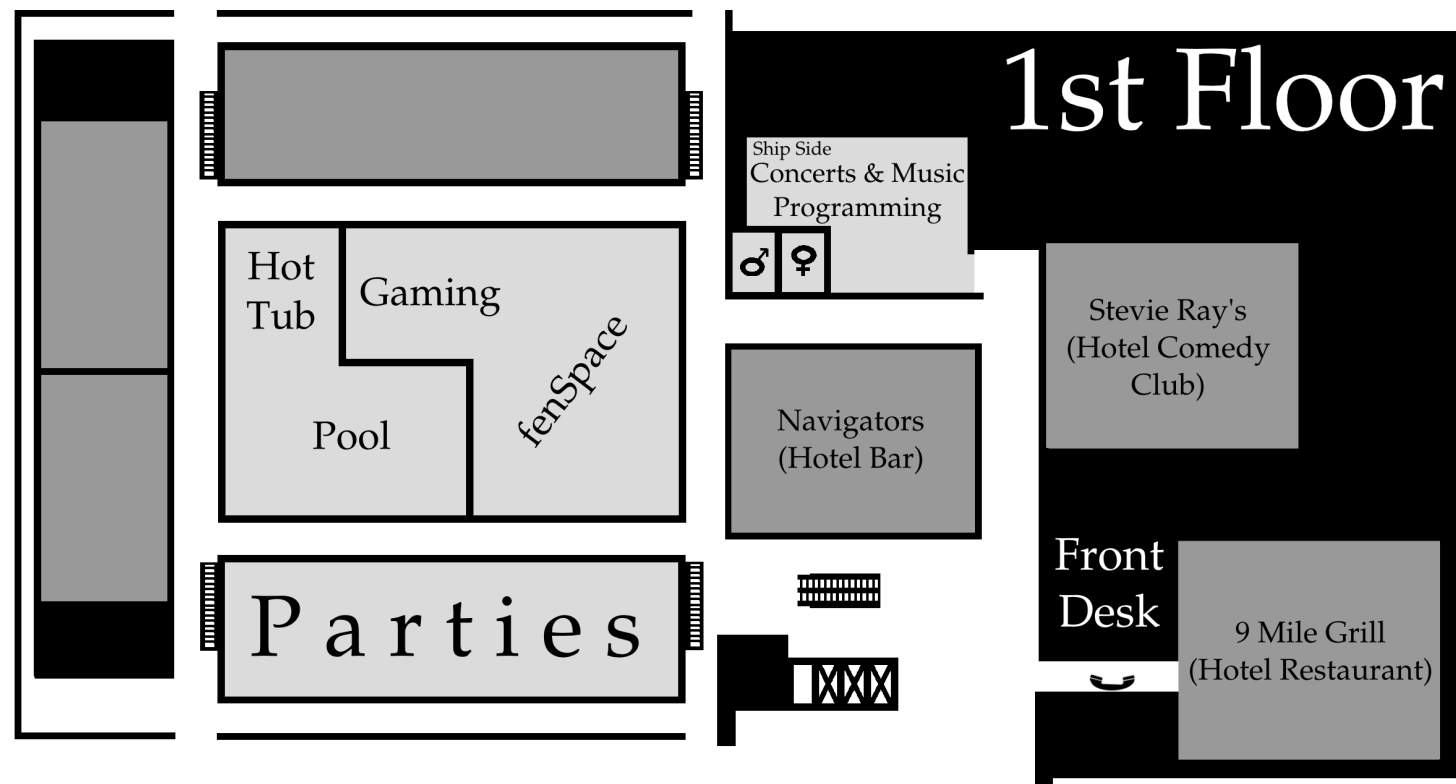 1st Floor
Ship Side
Concerts & Music
Programming
♂ ♀
Hot
Tub
Gaming
fenSpace
Pool
Stevie Ray's
(Hotel Comedy
Club)
Navigators
(Hotel Bar)
Front
Desk
9 Mile Grill
(Hotel Restaurant)
Parties